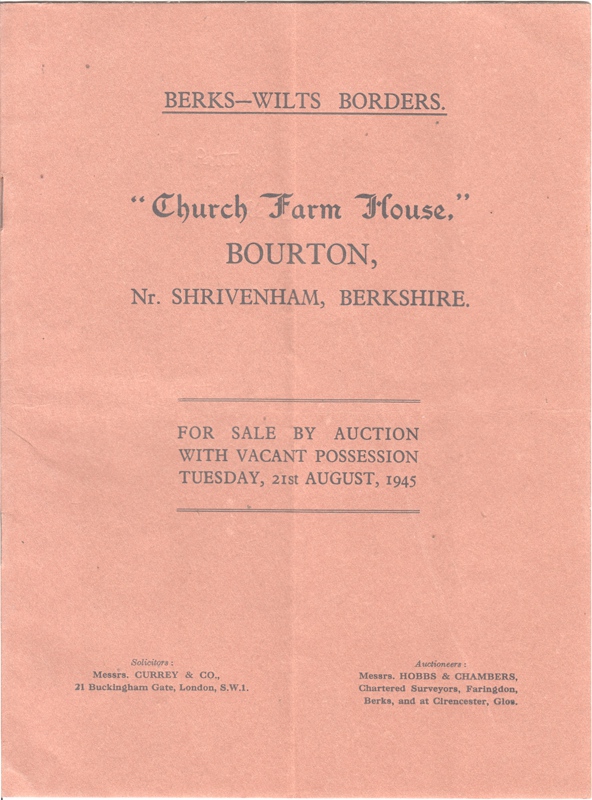 BERKS—WILTS BORDERS.
"Church Farm House,"
BOURTON,
Nr. SHRIVENHAM, BERKSHIRE.
FOR SALE BY AUCTION
WITH VACANT POSSESSION
TUESDAY, 21st AUGUST, 1945
Solicitors :
Messrs. CURREY & CO.,
21 Buckingham Gate, London, S.W.1.
Auctioneers :
Messrs. HOBBS & CHAMBERS,
Chartered Surveyors, Faringdon,
Berks, and at Cirencester, Glos.